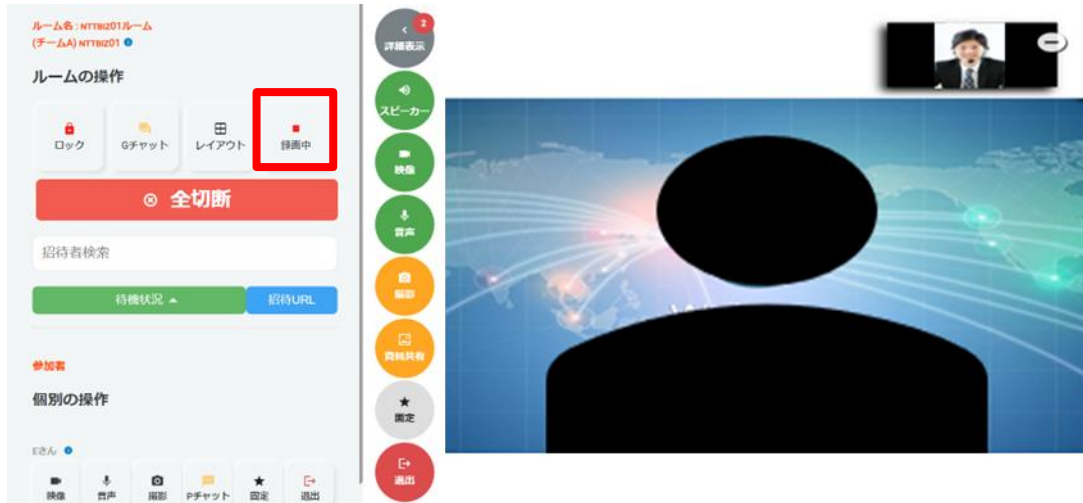 ルーム名 : NTTBIZ01ルーム
(チームA) NTTBIZ01
ルームの操作
ロック
Gチャット
レイアウト
録画中
全切断
招待者検索
待機状況
招待URL
参加者
個別の操作
Eさん
映像
音声
撮影
Pチャット
固定
退出
2
詳細表示
スピーカー
映像
音声
撮影
資料共有
固定
退出